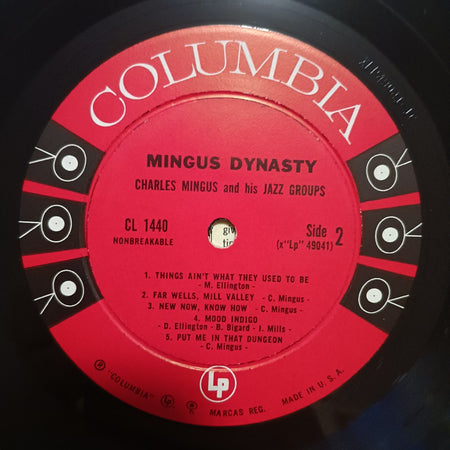 COLUMBIA
MINGUS DYNASTY
CHARLES MINGUS and his JAZZ GROUPS
CL 1440
NONBREAKABLE
Side 2
(x"Lp" 49041)
1. THINGS AIN'T WHAT THEY USED TO BE
- M. Ellington -
2. FAR WELLS, MILL VALLEY - C. Mingus -
3. NEW NOW, KNOW HOW - C. Mingus -
4. MOOD INDIGO
- D. Ellington - B. Bigard - I. Mills -
5. PUT ME IN THAT DUNGEON
- C. Mingus -
Lp
® "COLUMBIA" ® MARCAS REG. MADE IN U. S. A.